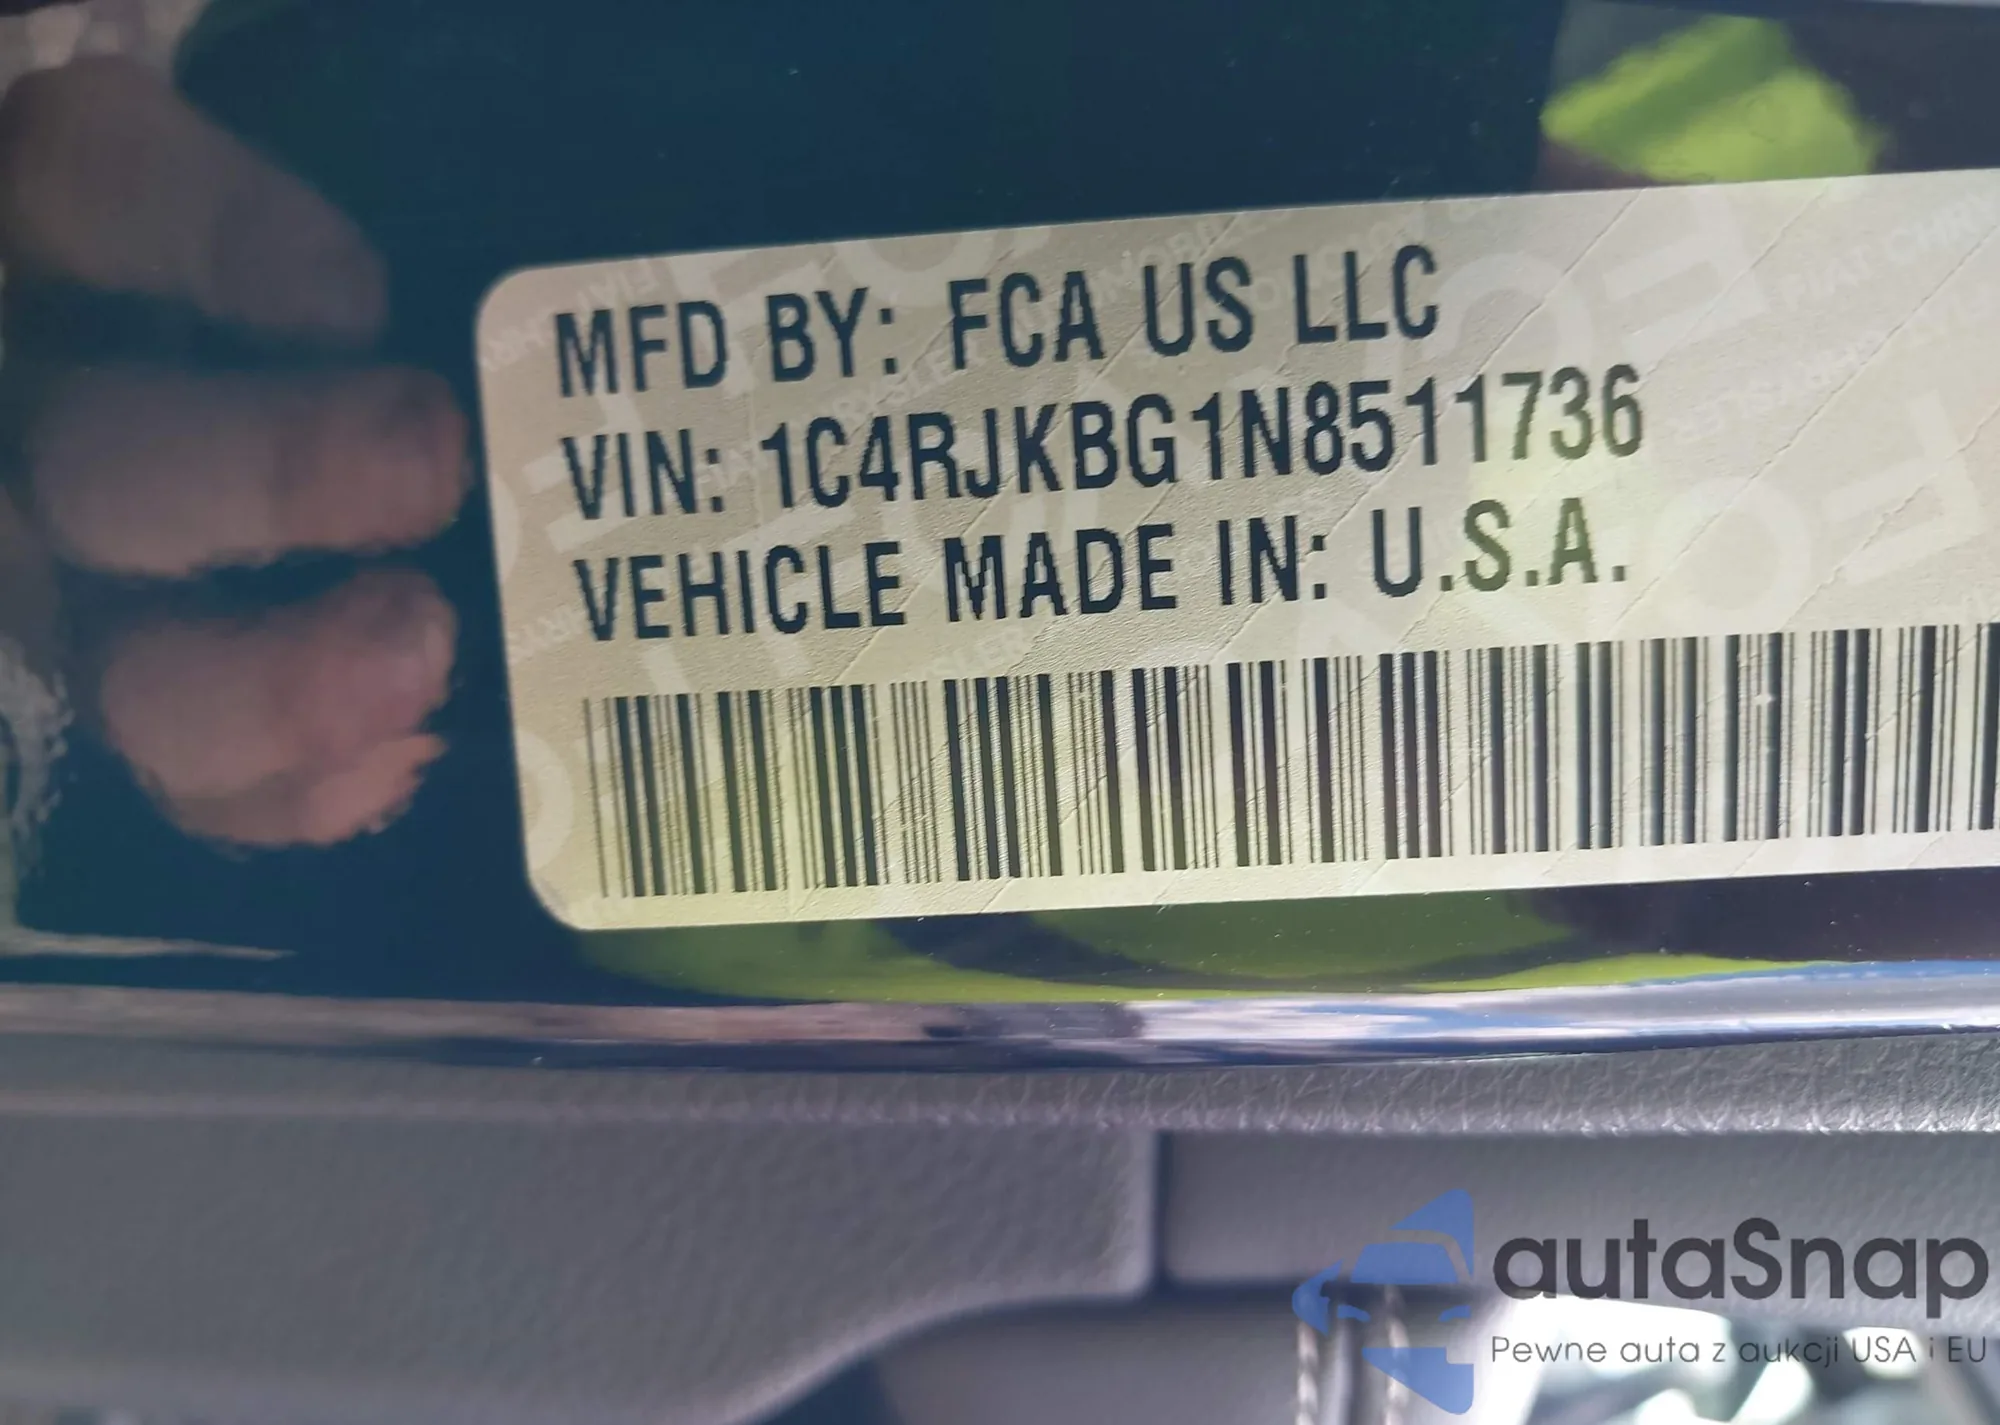 MFD BY: FCA US LLC
VIN: 1C4RJKBG1N8511736
VEHICLE MADE IN: U.S.A.
autaSnap
Pewne auta z aukcji USA i EU